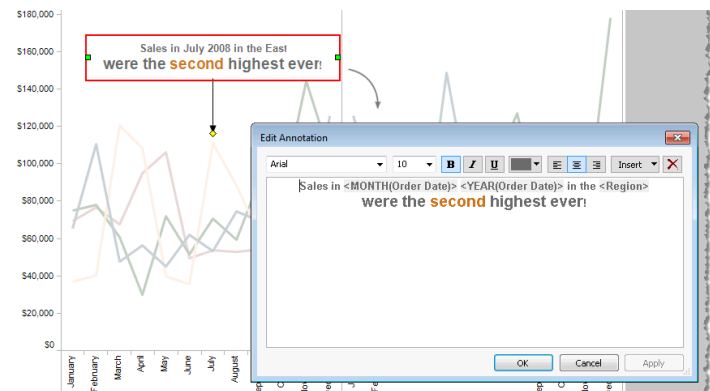 $180,000
$160,000
$140,000
$120,000
$100,000
$80,000
$60,000
$40,000
$20,000
$0
Sales in July 2008 in the East
were the second highest ever!
Edit Annotation
Arial
10
B I U
Insert
Sales in <MONTH(Order Date)> <YEAR(Order Date)> in the <Region>
were the second highest ever!
OK Cancel Apply
January
February
March
April
May
June
July
August